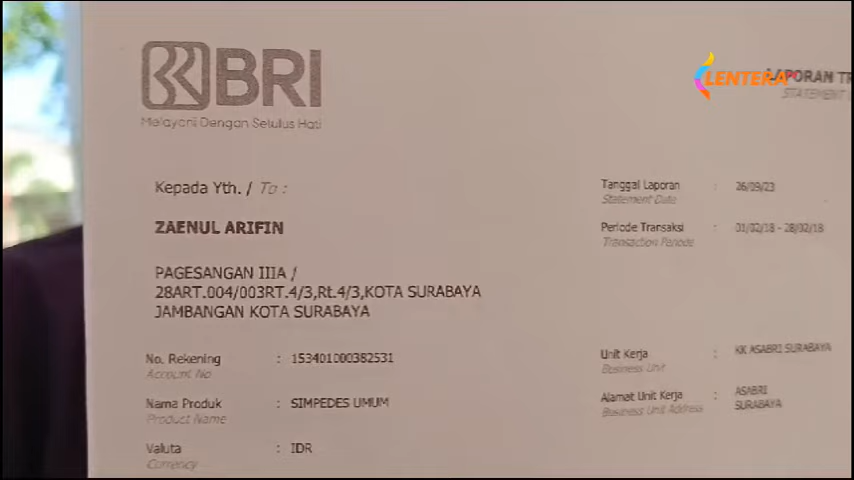 BRI
Melayani Dengan Setulus Hati
LENTERA
LAPORAN
STATEMENT
Kepada Yth. / To :
ZAENUL ARIFIN
PAGESANGAN IIIA /
28ART.004/003RT.4/3,Rt.4/3,KOTA SURABAYA
JAMBANGAN KOTA SURABAYA
Tanggal Laporan : 26/09/23
Statement Date
Periode Transaksi : 01/02/18 - 28/02/18
Transaction Periode
No. Rekening : 153401000382531
Account No
Nama Produk : SIMPEDES UMUM
Product Name
Valuta : IDR
Currency
Unit Kerja : KK ASABRI SURABAYA
Business Unit
Alamat Unit Kerja : ASABRI
Business Unit Address SURABAYA